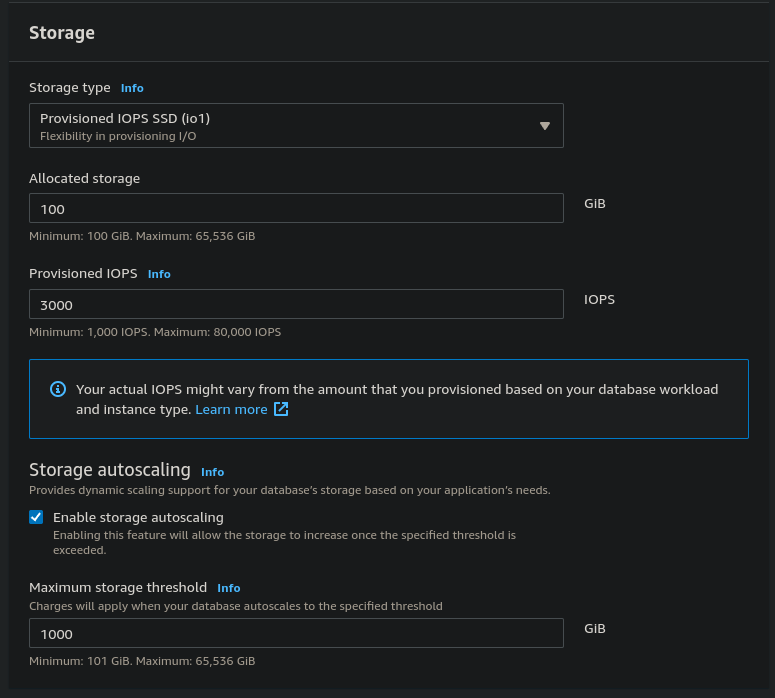 Storage
Storage type Info
Provisioned IOPS SSD (io1)
Flexibility in provisioning I/O
Allocated storage
100
GiB
Minimum: 100 GiB. Maximum: 65,536 GiB
Provisioned IOPS Info
3000
IOPS
Minimum: 1,000 IOPS. Maximum: 80,000 IOPS
Your actual IOPS might vary from the amount that you provisioned based on your database workload
and instance type. Learn more
Storage autoscaling Info
Provides dynamic scaling support for your database's storage based on your application's needs.
Enable storage autoscaling
Enabling this feature will allow the storage to increase once the specified threshold is
exceeded.
Maximum storage threshold Info
Charges will apply when your database autoscales to the specified threshold
1000
GiB
Minimum: 101 GiB. Maximum: 65,536 GiB